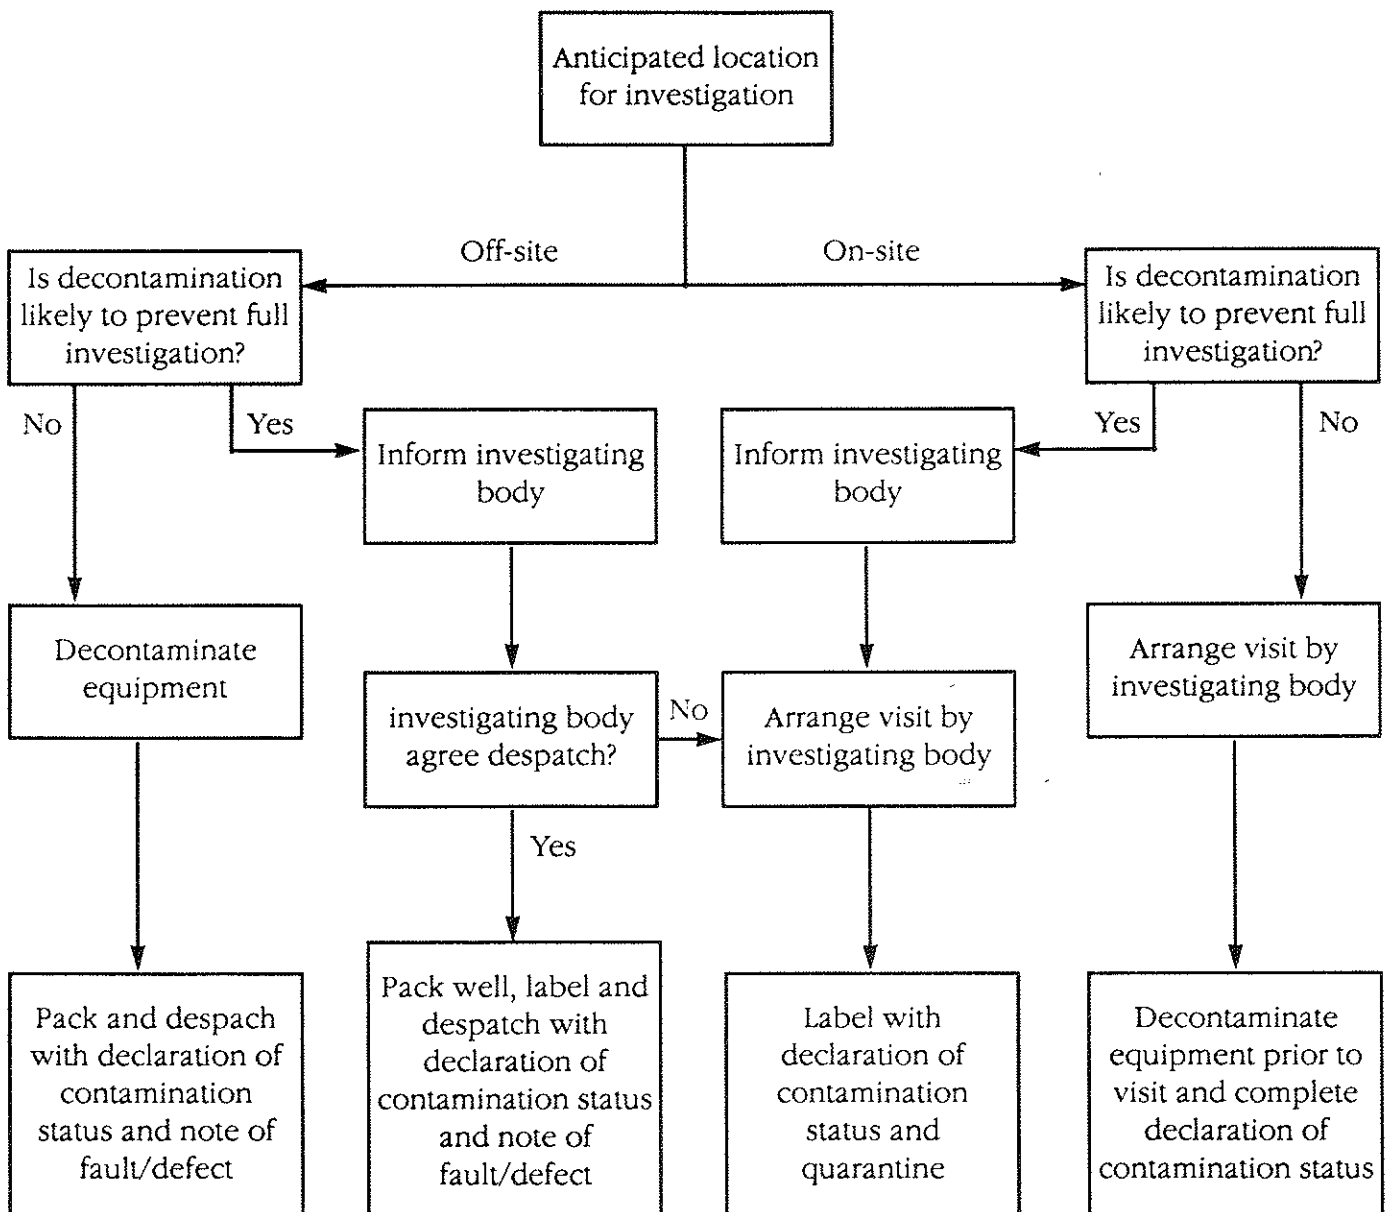 Anticipated location
for investigation
Off-site
On-site
Is decontamination
likely to prevent full
investigation?
Is decontamination
likely to prevent full
investigation?
No
Yes
Yes
No
Inform investigating
body
Inform investigating
body
Decontaminate
equipment
investigating body
agree despatch?
No
Arrange visit by
investigating body
Arrange visit by
investigating body
Yes
Pack and despach
with declaration of
contamination
status and note of
fault/defect
Pack well, label and
despatch with
declaration of
contamination status
and note of
fault/defect
Label with
declaration of
contamination
status and
quarantine
Decontaminate
equipment prior to
visit and complete
declaration of
contamination status